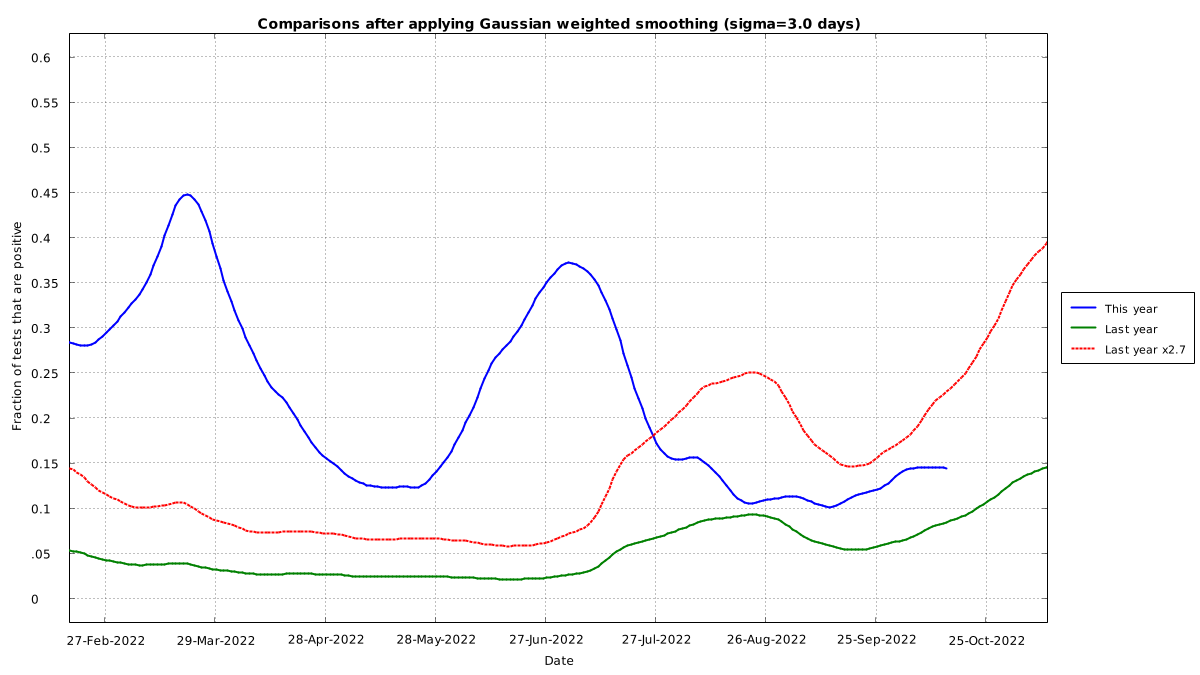 Comparisons after applying Gaussian weighted smoothing (sigma=3.0 days)
Fraction of tests that are positive
0.6
0.55
0.5
0.45
0.4
0.35
0.3
0.25
0.2
0.15
0.1
.05
0
27-Feb-2022 29-Mar-2022 28-Apr-2022 28-May-2022 27-Jun-2022 27-Jul-2022 26-Aug-2022 25-Sep-2022 25-Oct-2022
Date
This year
Last year
Last year x2.7